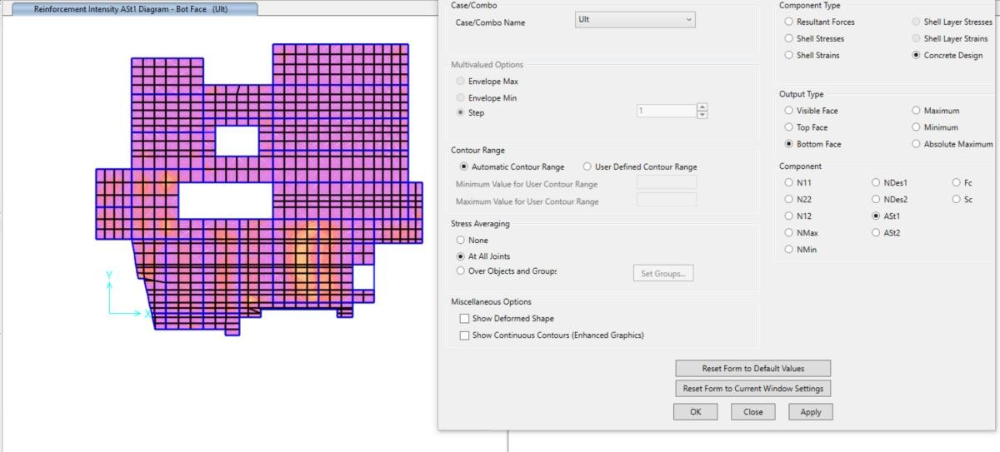 Reinforcement Intensity ASt1 Diagram - Bot Face (Ult)
Y
X
Case/Combo
Case/Combo Name
Ult
Multivalued Options
Envelope Max
Envelope Min
Step
1
Contour Range
Automatic Contour Range
User Defined Contour Range
Minimum Value for User Contour Range
Maximum Value for User Contour Range
Stress Averaging
None
At All Joints
Over Objects and Groups
Set Groups...
Miscellaneous Options
Show Deformed Shape
Show Continuous Contours (Enhanced Graphics)
Component Type
Resultant Forces
Shell Layer Stresses
Shell Stresses
Shell Layer Strains
Shell Strains
Concrete Design
Output Type
Visible Face
Maximum
Top Face
Minimum
Bottom Face
Absolute Maximum
Component
N11
NDes1
Fc
N22
NDes2
Sc
N12
ASt1
NMax
ASt2
NMin
Reset Form to Default Values
Reset Form to Current Window Settings
OK
Close
Apply